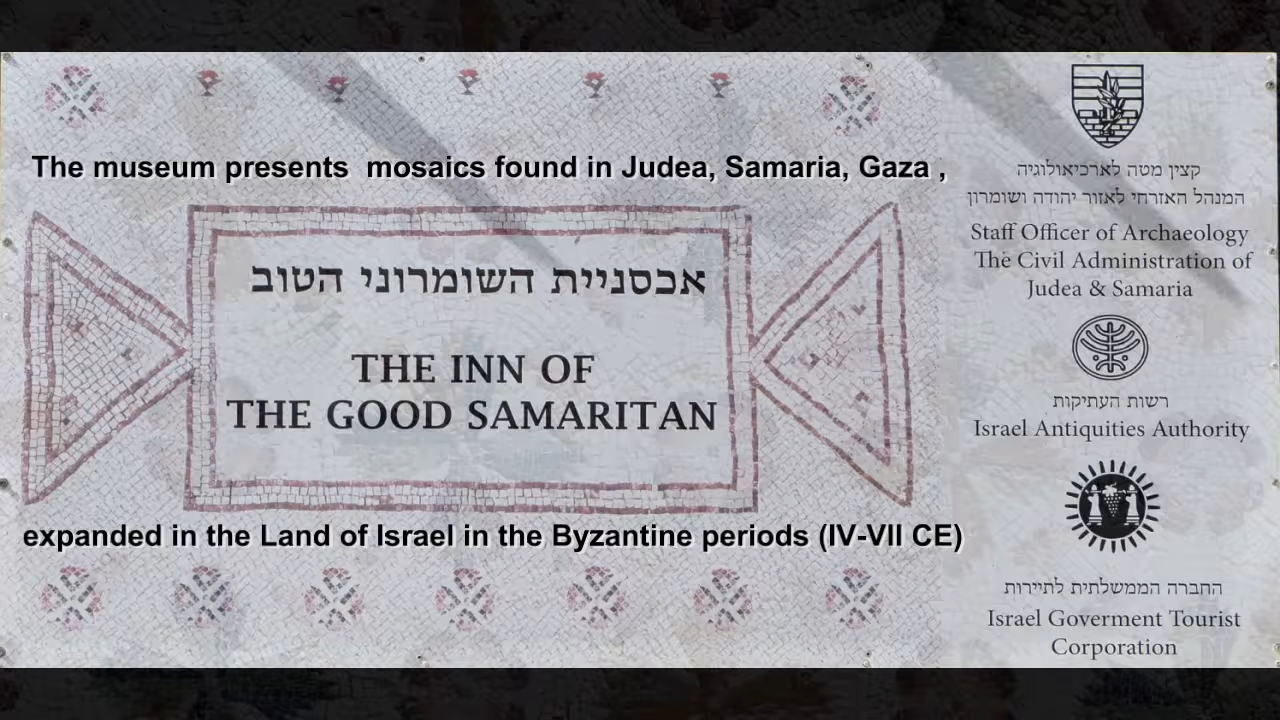 The museum presents mosaics found in Judea, Samaria, Gaza ,
אכסניית השומרוני הטוב
THE INN OF
THE GOOD SAMARITAN
expanded in the Land of Israel in the Byzantine periods (IV-VII CE)
קצין מטה לארכיאולוגיה
המנהל האזרחי לאזור יהודה ושומרון
Staff Officer of Archaeology
The Civil Administration of
Judea & Samaria
רשות העתיקות
Israel Antiquities Authority
החברה הממשלתית לתיירות
Israel Goverment Tourist
Corporation